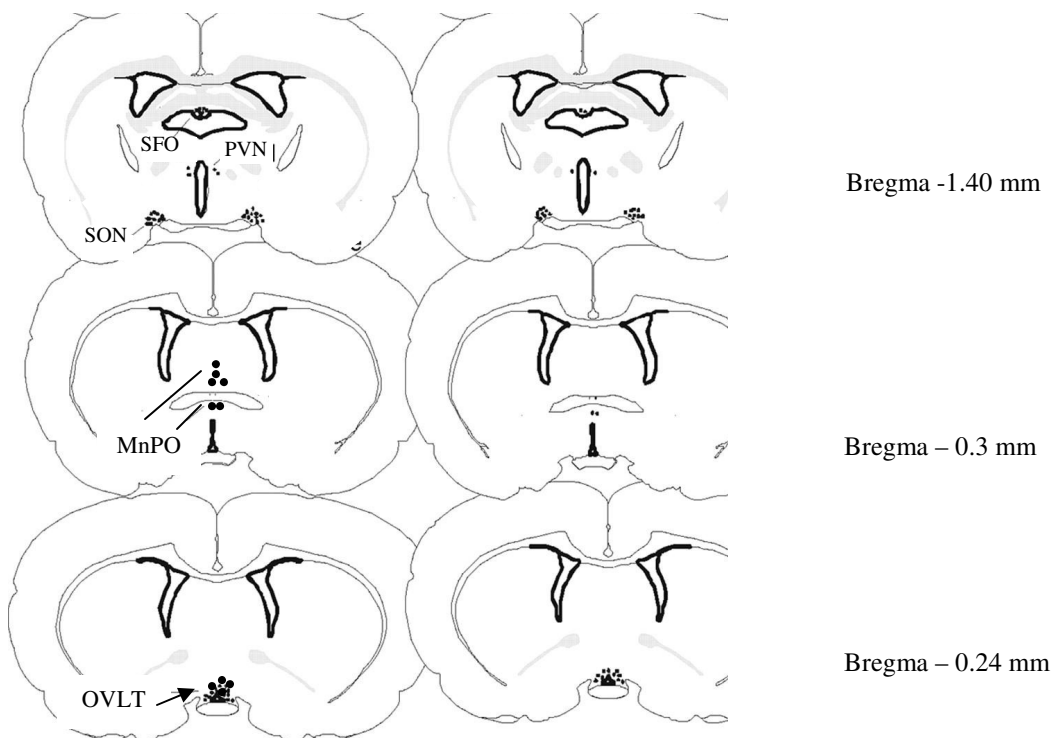 SFO
PVN |
Bregma -1.40 mm
SON
MnPO
Bregma – 0.3 mm
OVLT
Bregma – 0.24 mm